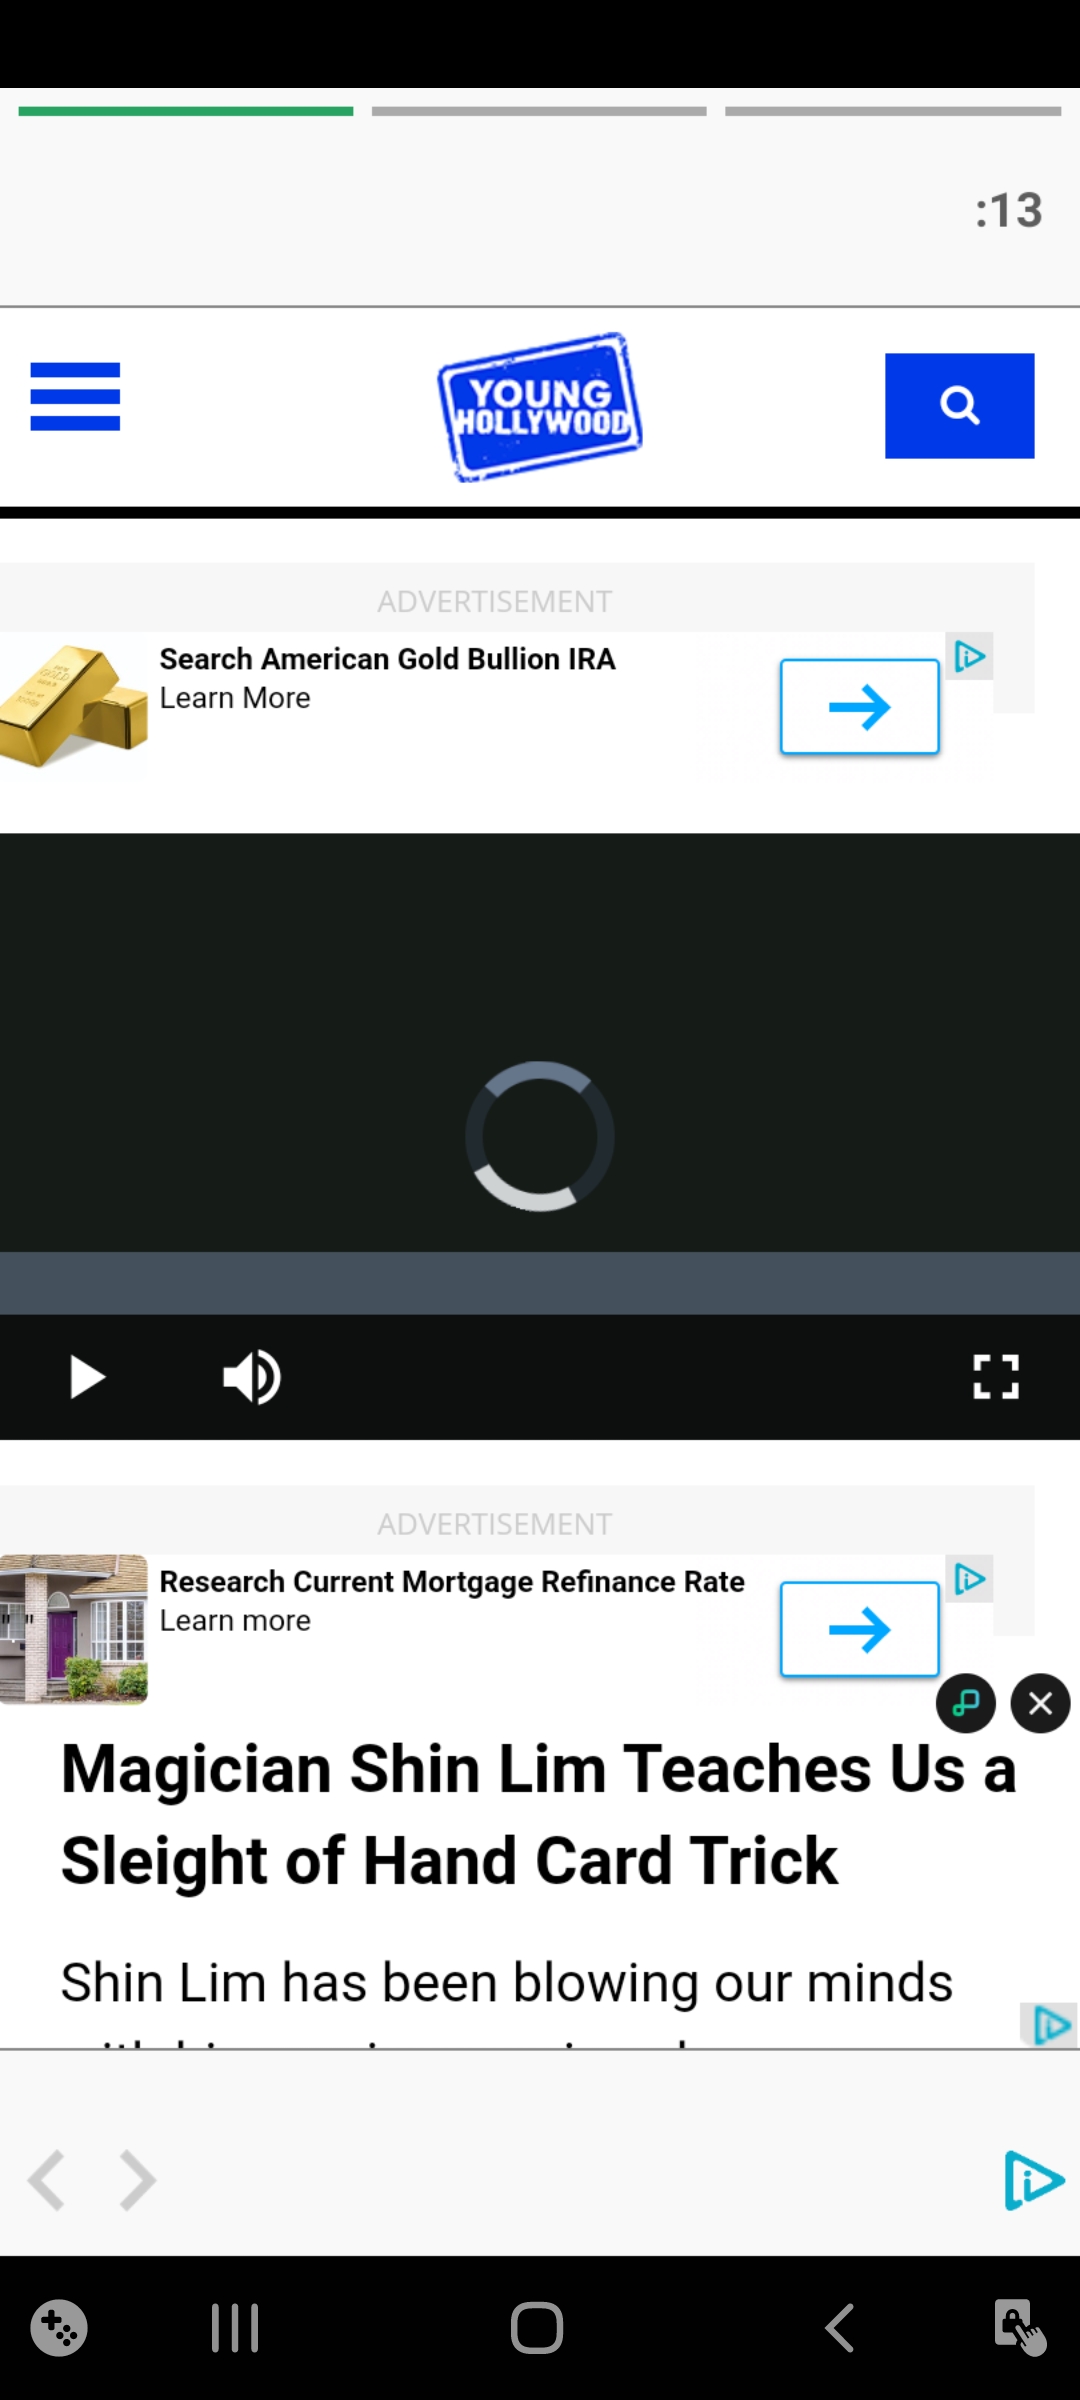 :13
YOUNG
HOLLYWOOD
ADVERTISEMENT
Search American Gold Bullion IRA
Learn More
ADVERTISEMENT
Research Current Mortgage Refinance Rate
Learn more
Magician Shin Lim Teaches Us a
Sleight of Hand Card Trick
Shin Lim has been blowing our minds